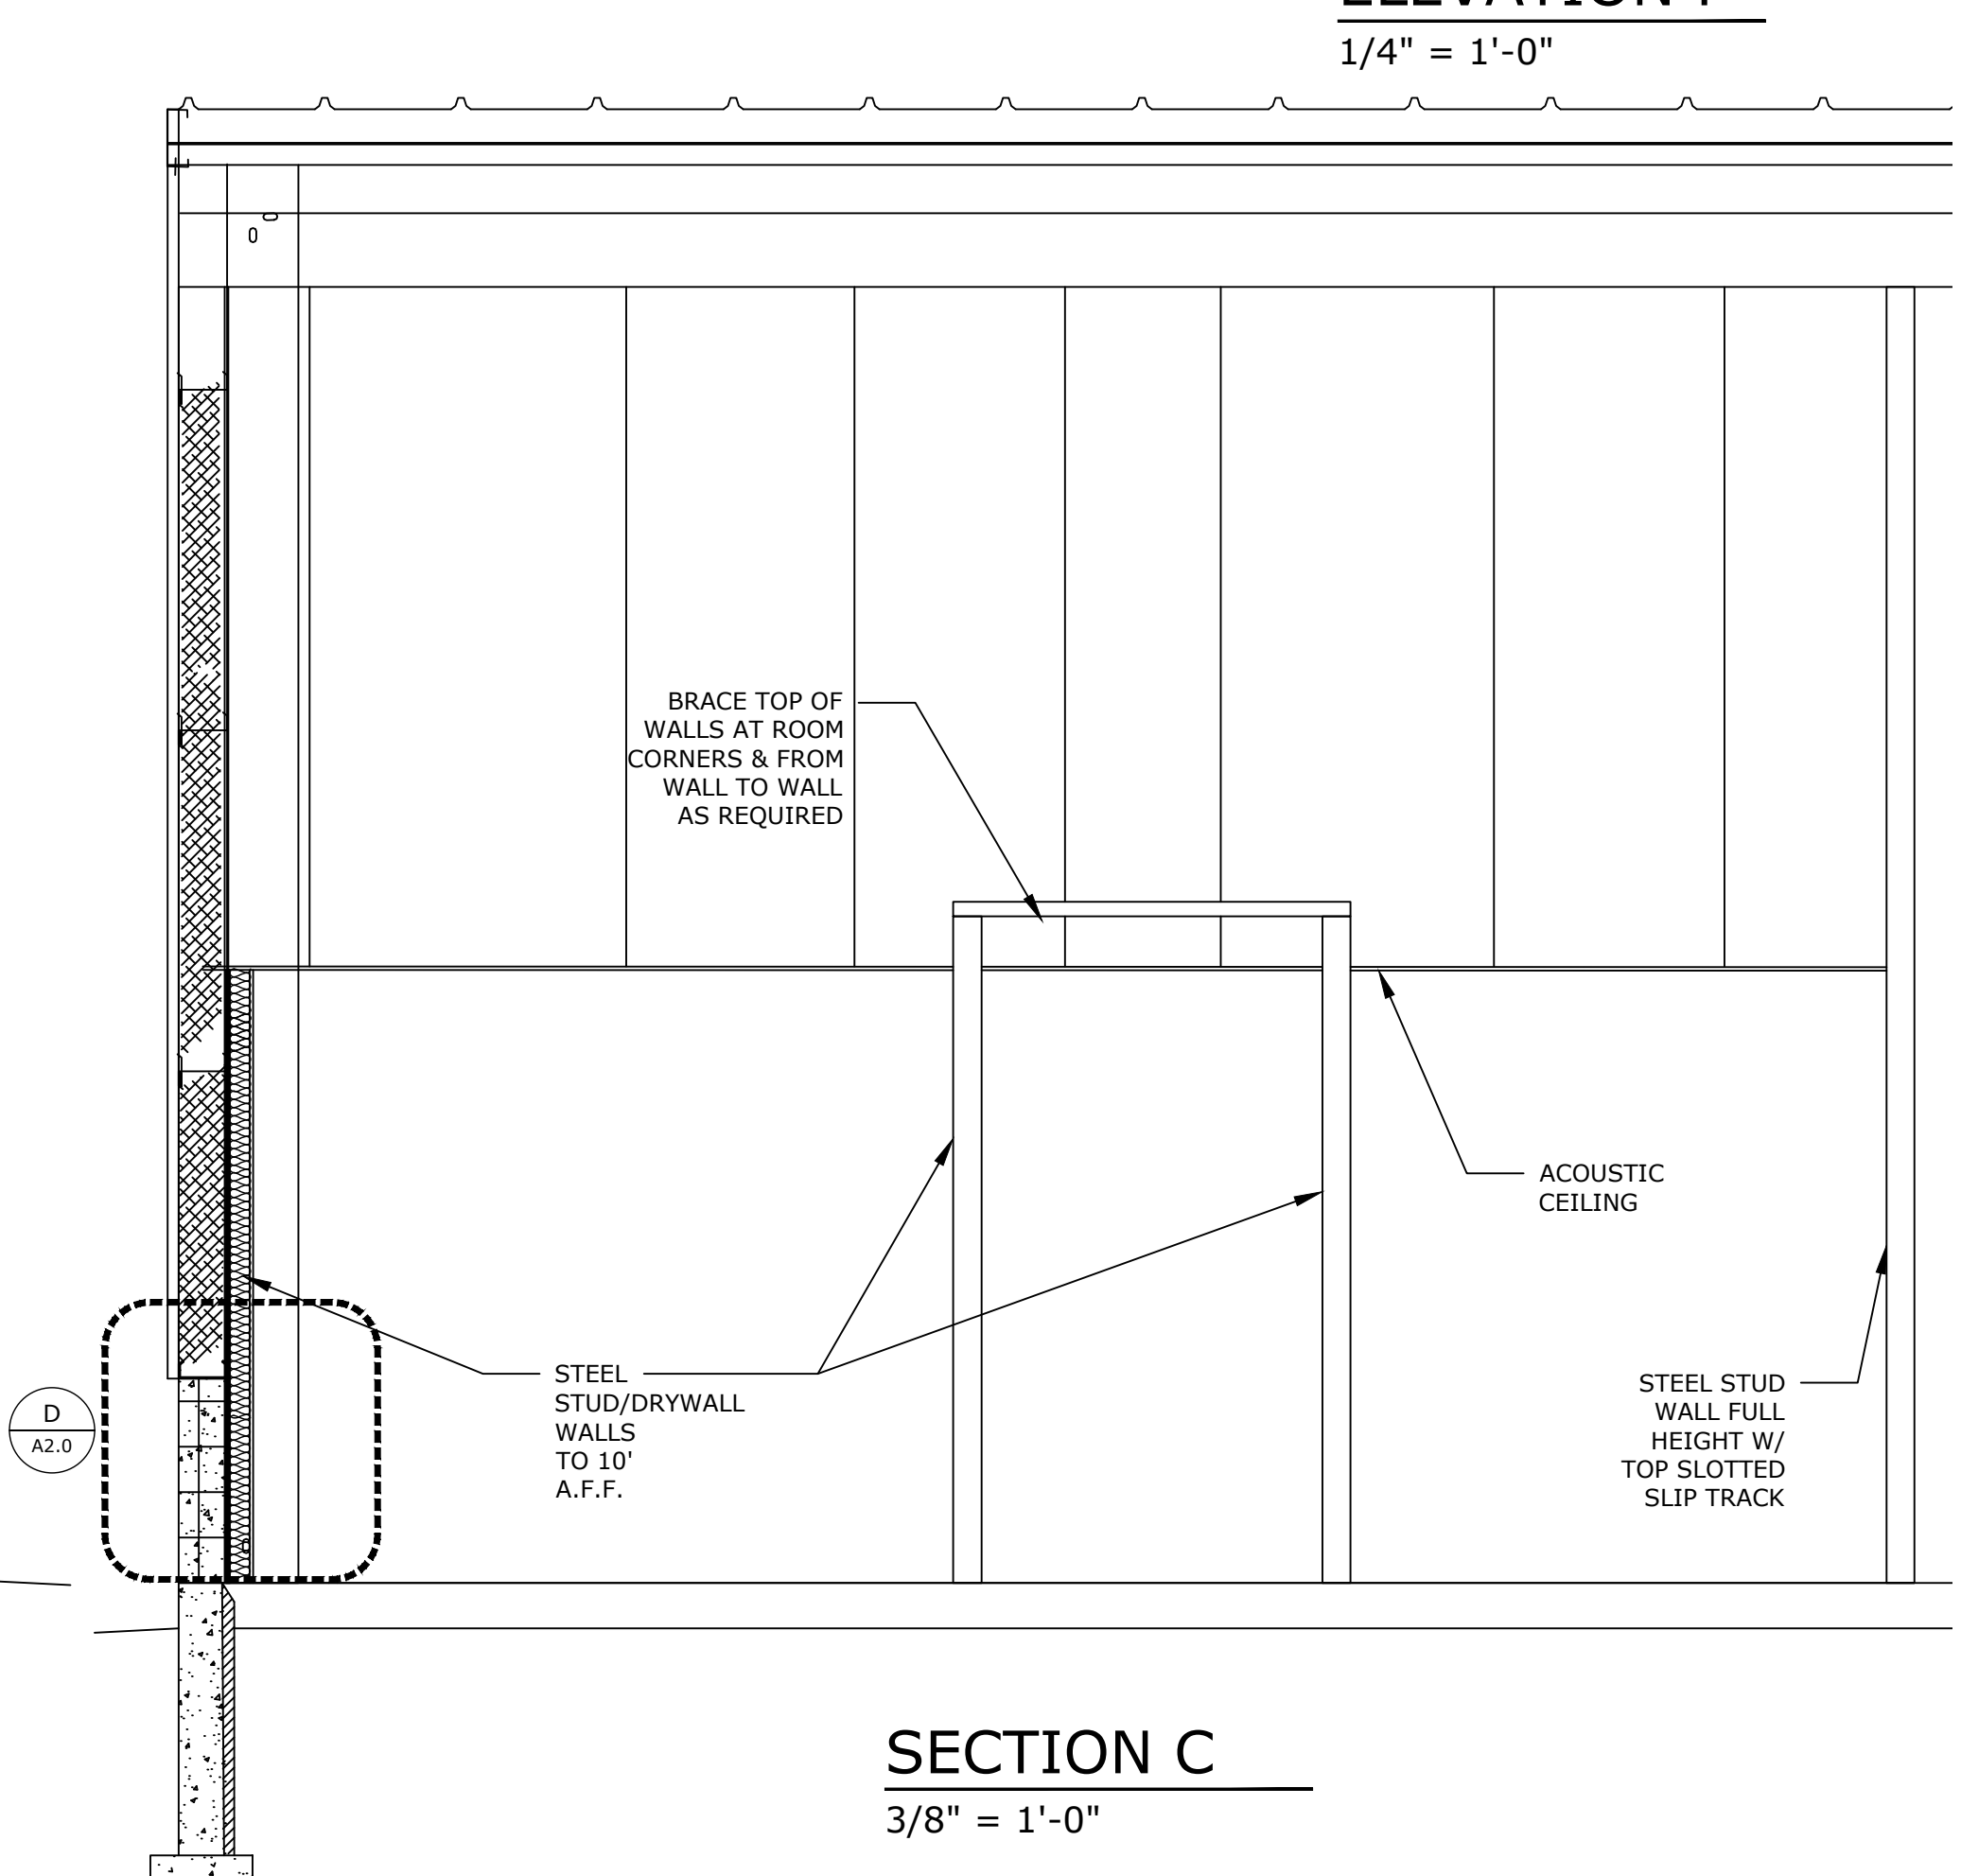 1/4" = 1'-0"
BRACE TOP OF
WALLS AT ROOM
CORNERS & FROM
WALL TO WALL
AS REQUIRED
ACOUSTIC
CEILING
STEEL
STUD/DRYWALL
WALLS
TO 10'
A.F.F.
STEEL STUD
WALL FULL
HEIGHT W/
TOP SLOTTED
SLIP TRACK
D
A2.0
SECTION C
3/8" = 1'-0"